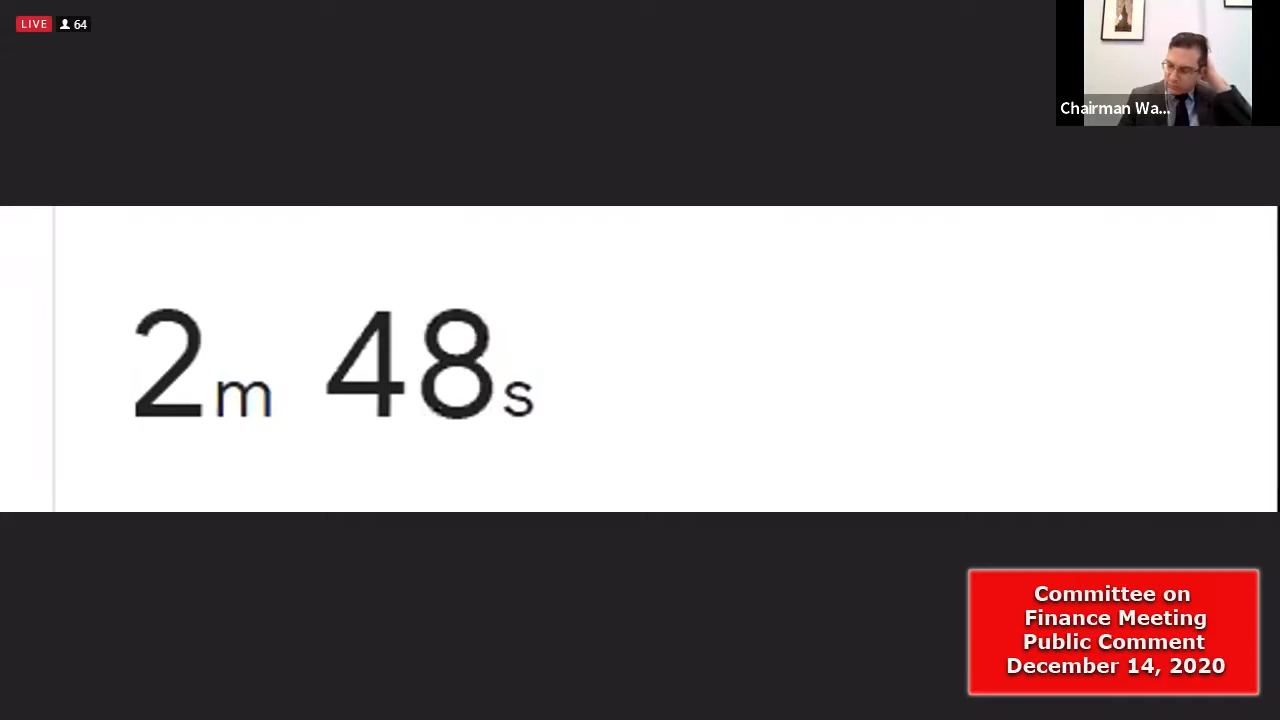 LIVE 64
Chairman Wa...
2m 48s
Committee on
Finance Meeting
Public Comment
December 14, 2020